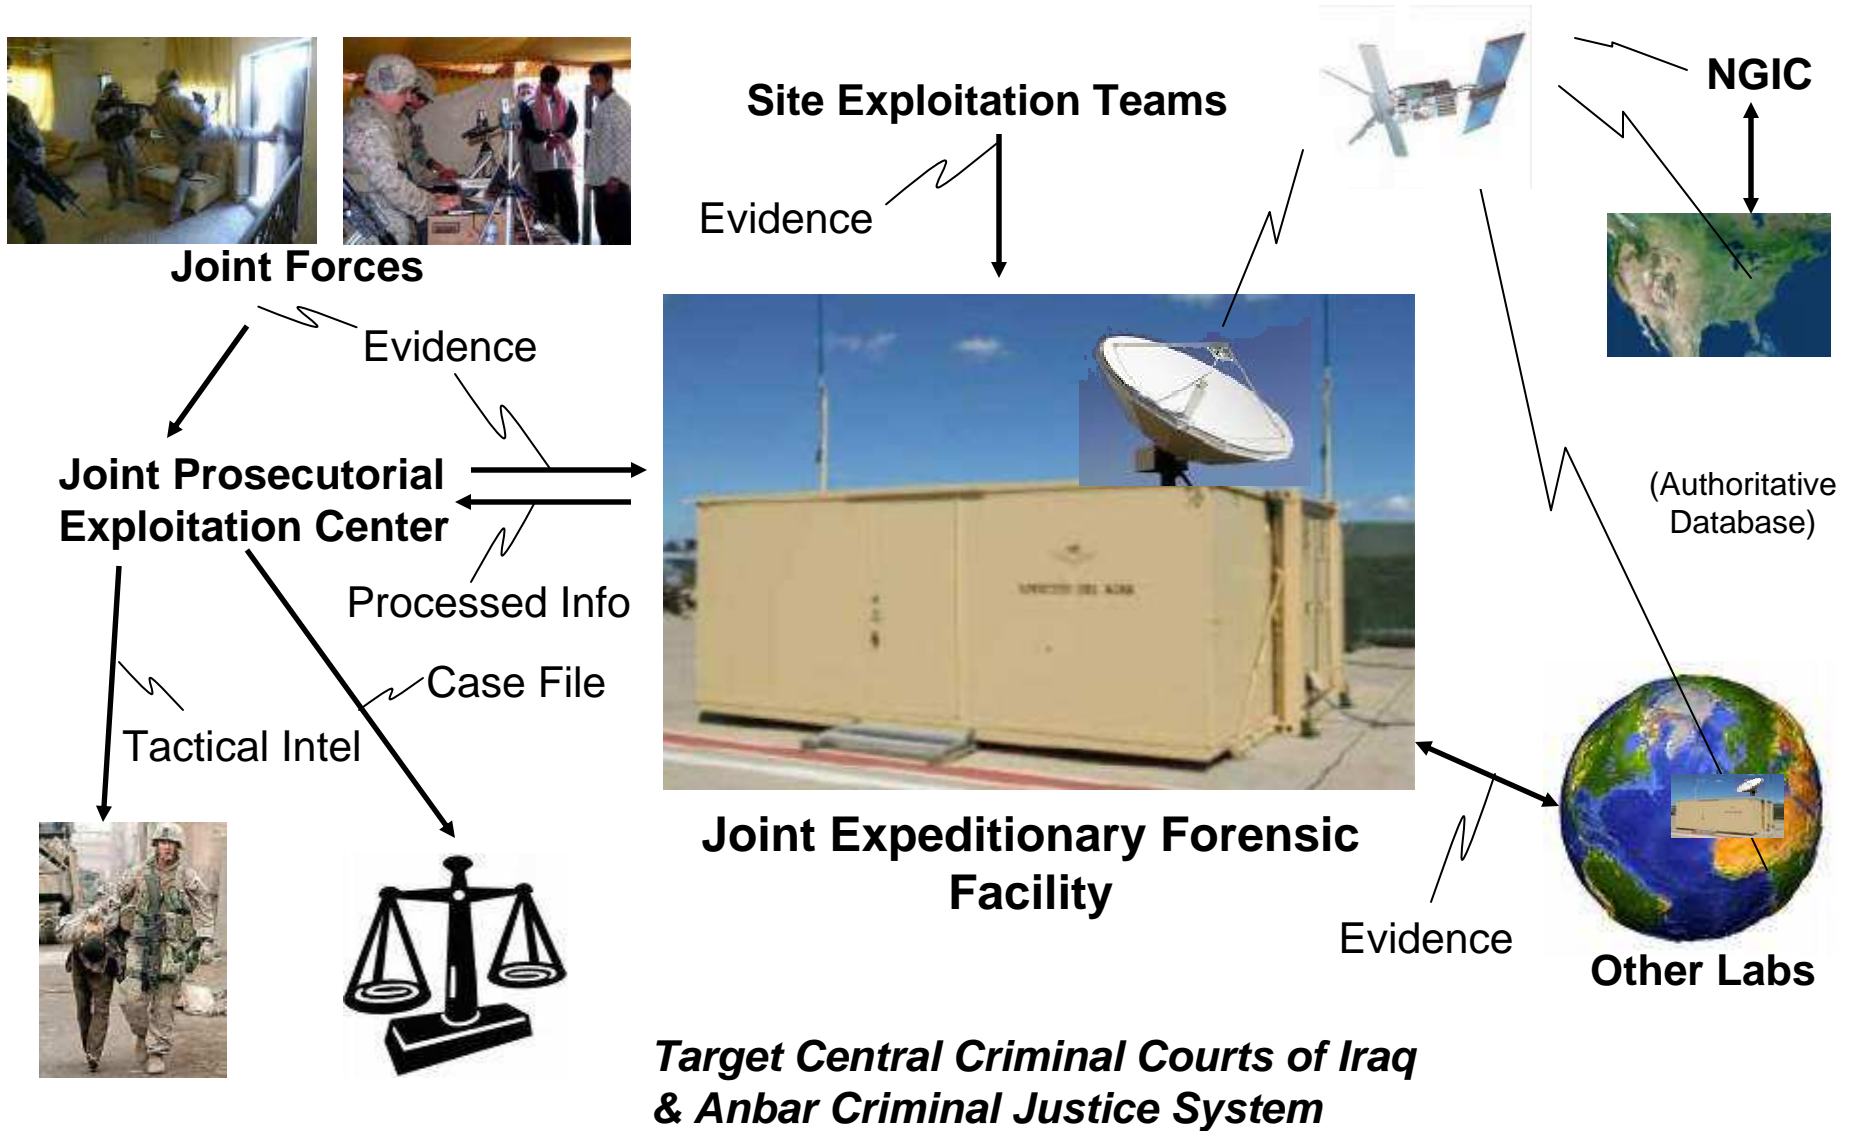 Site Exploitation Teams
NGIC
Evidence
Joint Forces
Evidence
Joint Prosecutorial
Exploitation Center
(Authoritative
Database)
Processed Info
Case File
Tactical Intel
Joint Expeditionary Forensic
Facility
Evidence
Other Labs
Target Central Criminal Courts of Iraq
& Anbar Criminal Justice System